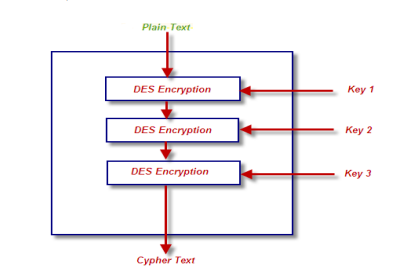 Plain Text
DES Encryption
Key 1
DES Encryption
Key 2
DES Encryption
Key 3
Cypher Text